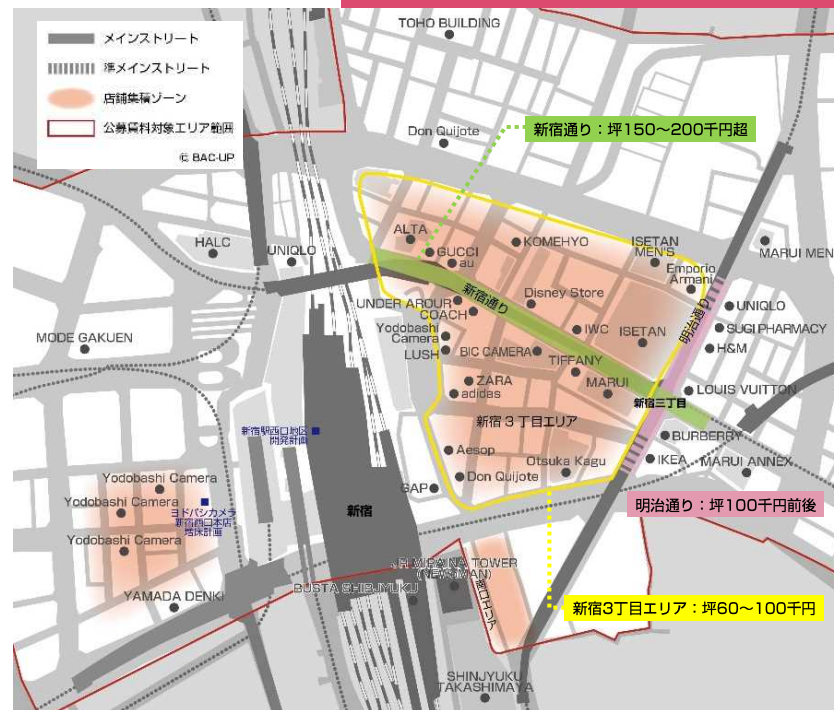 メインストリート
準メインストリート
店舗集積ゾーン
公募賃料対象エリア範囲
© BAC-UP
TOHO BUILDING
Don Quijote
新宿通り：坪150～200千円超
HALC
UNIQLO
ALTA
GUCCI
au
KOMEHYO
ISETAN
MEN'S
Emporio
Armani
MARUI MEN
新宿通り
明治通り
UNDER AROUR
COACH
Disney Store
UNIQLO
MODE GAKUEN
Yodobashi
Camera
LUSH
BIC CAMERA
IWC
ISETAN
SUGI PHARMACY
H&M
TIFFANY
MARUI
ZARA
adidas
LOUIS VUITTON
新宿三丁目
新宿３丁目エリア
新宿駅西口地区
開発計画
BURBERRY
Aesop
Otsuka Kagu
IKEA
MARUI ANNEX
Don Quijote
GAP
Yodobashi Camera
Yodobashi Camera
ヨドバシカメラ
新宿西口本店
増床計画
Yodobashi Camera
新宿
明治通り：坪100千円前後
YAMADA DENKI
JR MIRAINA TOWER
(NEWoMAN)
BUSTA SHINJYUKU
新宿3丁目エリア：坪60～100千円
SHINJYUKU
TAKASHIMAYA